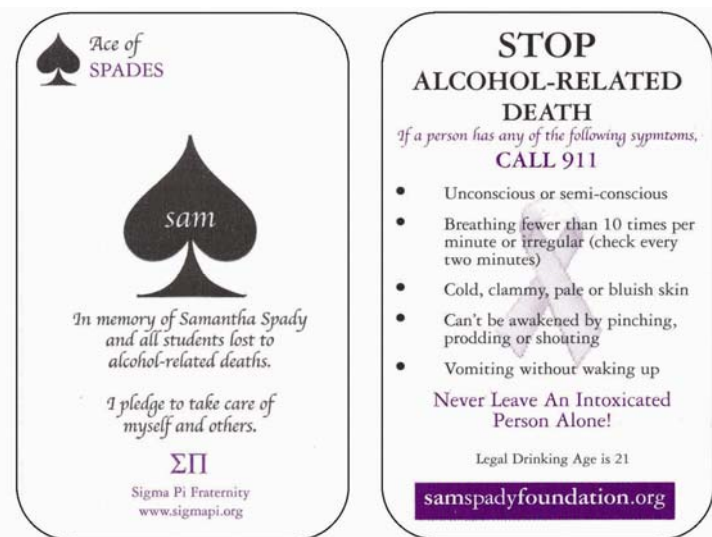 Ace of
SPADES
sam
In memory of Samantha Spady
and all students lost to
alcohol-related deaths.
I pledge to take care of
myself and others.
ΣΠ
Sigma Pi Fraternity
www.sigmapi.org
STOP
ALCOHOL-RELATED
DEATH
If a person has any of the following sypmtoms,
CALL 911
• Unconscious or semi-conscious
• Breathing fewer than 10 times per
minute or irregular (check every
two minutes)
• Cold, clammy, pale or bluish skin
• Can't be awakened by pinching,
prodding or shouting
• Vomiting without waking up
Never Leave An Intoxicated
Person Alone!
Legal Drinking Age is 21
samspadyfoundation.org